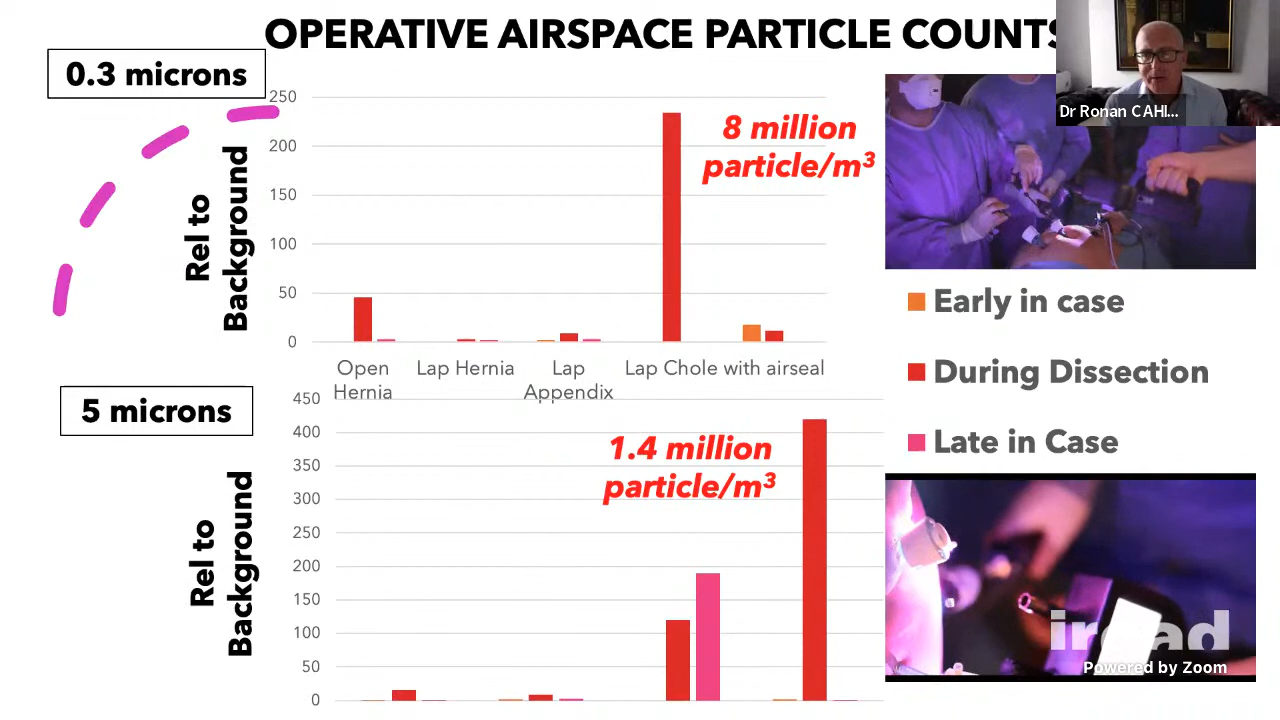 OPERATIVE AIRSPACE PARTICLE COUNTS
Dr Ronan CAHI...
0.3 microns
Rel to
Background
250
200
150
100
50
0
8 million
particle/m³
Open
Hernia
Lap Hernia
Lap
Appendix
Lap Chole with airseal
Early in case
During Dissection
Late in Case
5 microns
Rel to
Background
450
400
350
300
250
200
150
100
50
0
1.4 million
particle/m³
Powered by Zoom